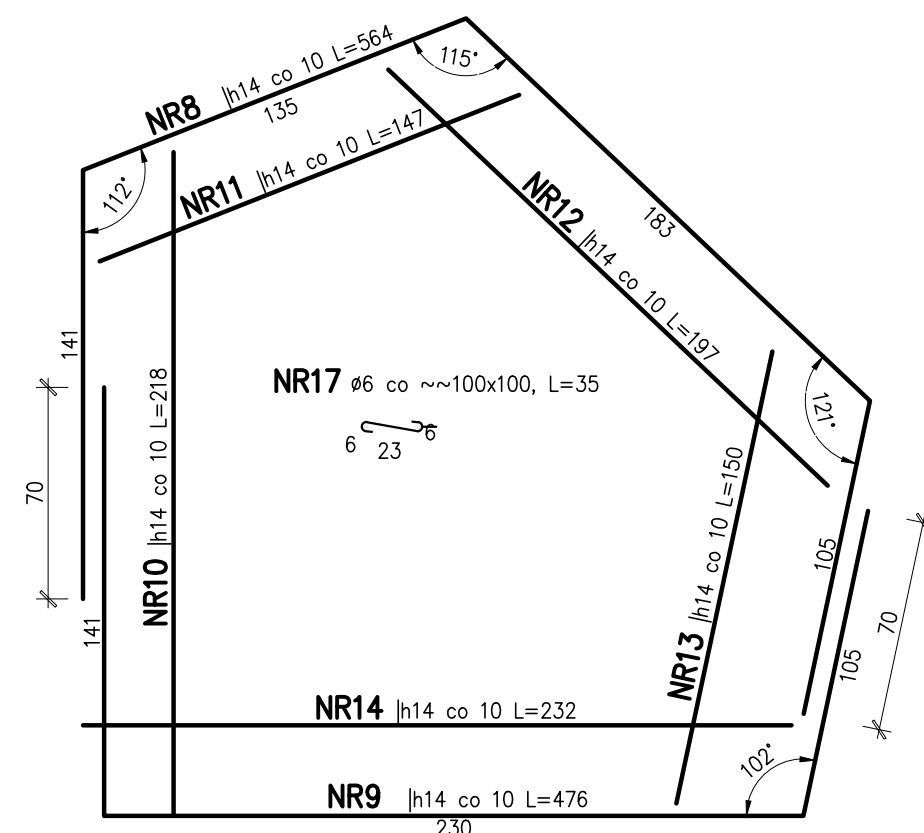 NR8 |h14 co 10 L=564
135
115°
112°
NR11 |h14 co 10 L=147
NR12 |h14 co 10 L=197
183
141
NR10 |h14 co 10 L=218
NR17 ø6 co ~~100x100, L=35
6 23 6
121°
70
NR13 |h14 co 10 L=150
105
105
70
141
NR14 |h14 co 10 L=232
102°
NR9 |h14 co 10 L=476
230